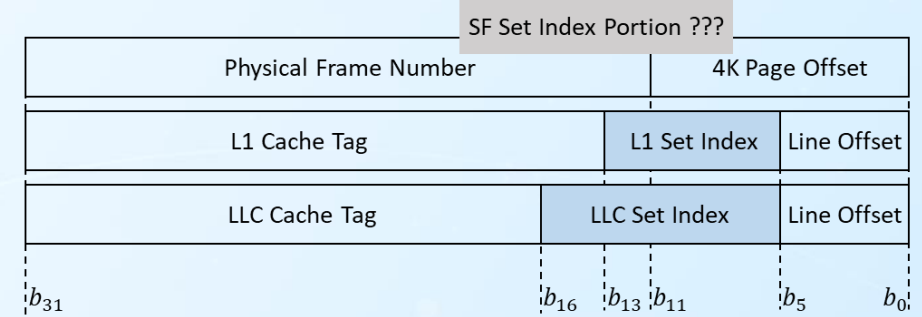 SF Set Index Portion ???
Physical Frame Number 4K Page Offset
L1 Cache Tag L1 Set Index Line Offset
LLC Cache Tag LLC Set Index Line Offset
b31 b16 b13 b11 b5 b0